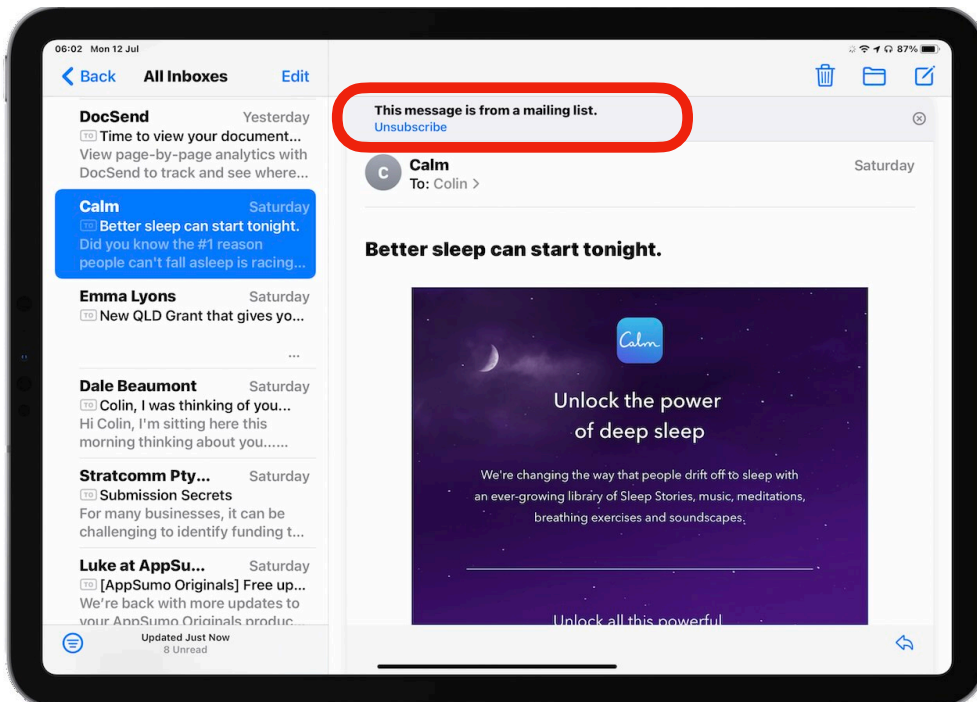 06:02 Mon 12 Jul
87%
Back All Inboxes Edit
DocSend Yesterday
TO Time to view your document...
View page-by-page analytics with
DocSend to track and see where...
Calm Saturday
TO Better sleep can start tonight.
Did you know the #1 reason
people can't fall asleep is racing...
Emma Lyons Saturday
TO New QLD Grant that gives yo...
...
Dale Beaumont Saturday
TO Colin, I was thinking of you...
Hi Colin, I'm sitting here this
morning thinking about you......
Stratcomm Pty... Saturday
TO Submission Secrets
For many businesses, it can be
challenging to identify funding t...
Luke at AppSu... Saturday
TO [AppSumo Originals] Free up...
We're back with more updates to
your AppSumo Originals produc...
Updated Just Now
8 Unread
This message is from a mailing list.
Unsubscribe
C
Calm Saturday
To: Colin >
Better sleep can start tonight.
Calm
Unlock the power
of deep sleep
We're changing the way that people drift off to sleep with
an ever-growing library of Sleep Stories, music, meditations,
breathing exercises and soundscapes.
Unlock all this powerful